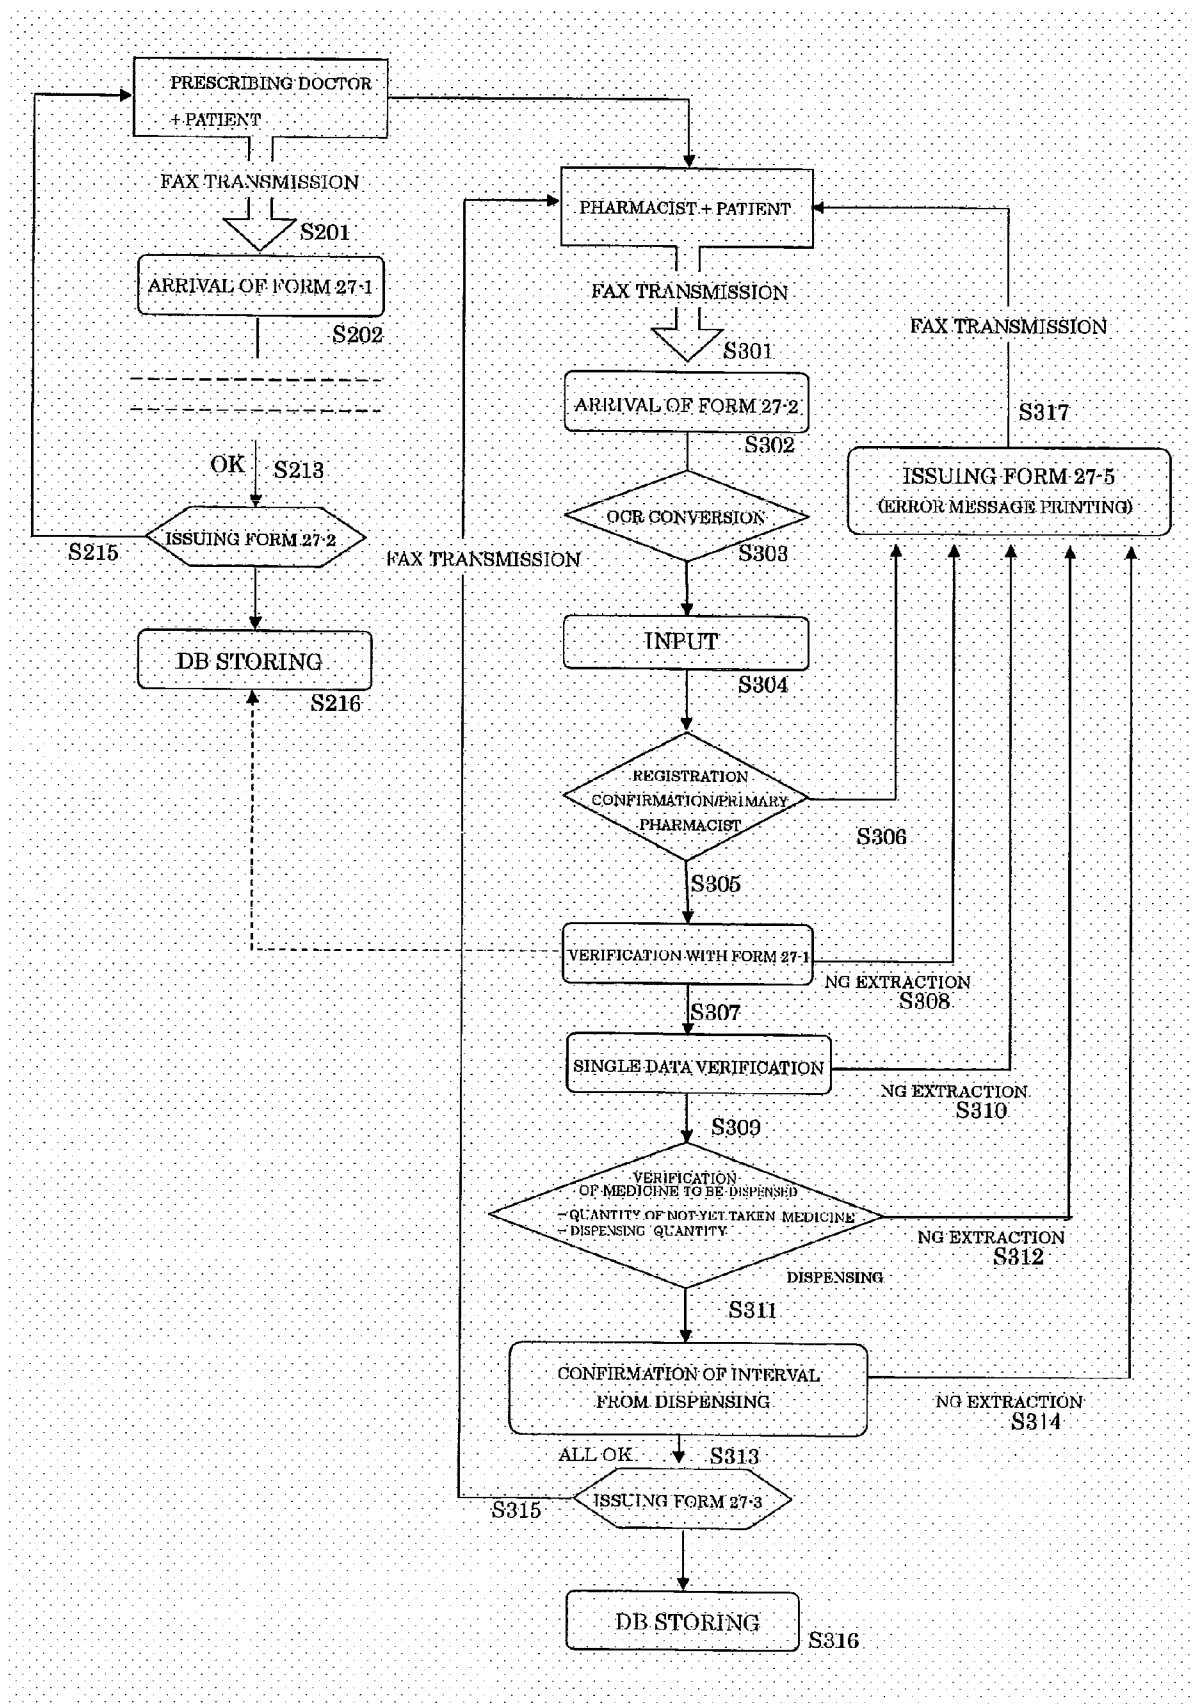 PRESCRIBING DOCTOR
+ PATIENT
FAX TRANSMISSION
S201
ARRIVAL OF FORM 27-1
S202
OK
S213
ISSUING FORM 27-2
S215
DB STORING
S216
PHARMACIST + PATIENT
FAX TRANSMISSION
S301
ARRIVAL OF FORM 27-2
S302
OCR CONVERSION
S303
FAX TRANSMISSION
INPUT
S304
REGISTRATION
CONFIRMATION/PRIMARY
PHARMACIST
S306
S305
VERIFICATION WITH FORM 27-1
NG EXTRACTION
S308
S307
SINGLE DATA VERIFICATION
NG EXTRACTION
S310
S309
VERIFICATION
OF MEDICINE TO BE DISPENSED
- QUANTITY OF NOT-YET TAKEN MEDICINE
- DISPENSING QUANTITY
NG EXTRACTION
S312
DISPENSING
S311
CONFIRMATION OF INTERVAL
FROM DISPENSING
NG EXTRACTION
S314
ALL OK
S313
ISSUING FORM 27-3
S315
DB STORING
S316
FAX TRANSMISSION
S317
ISSUING FORM 27-5
(ERROR MESSAGE PRINTING)